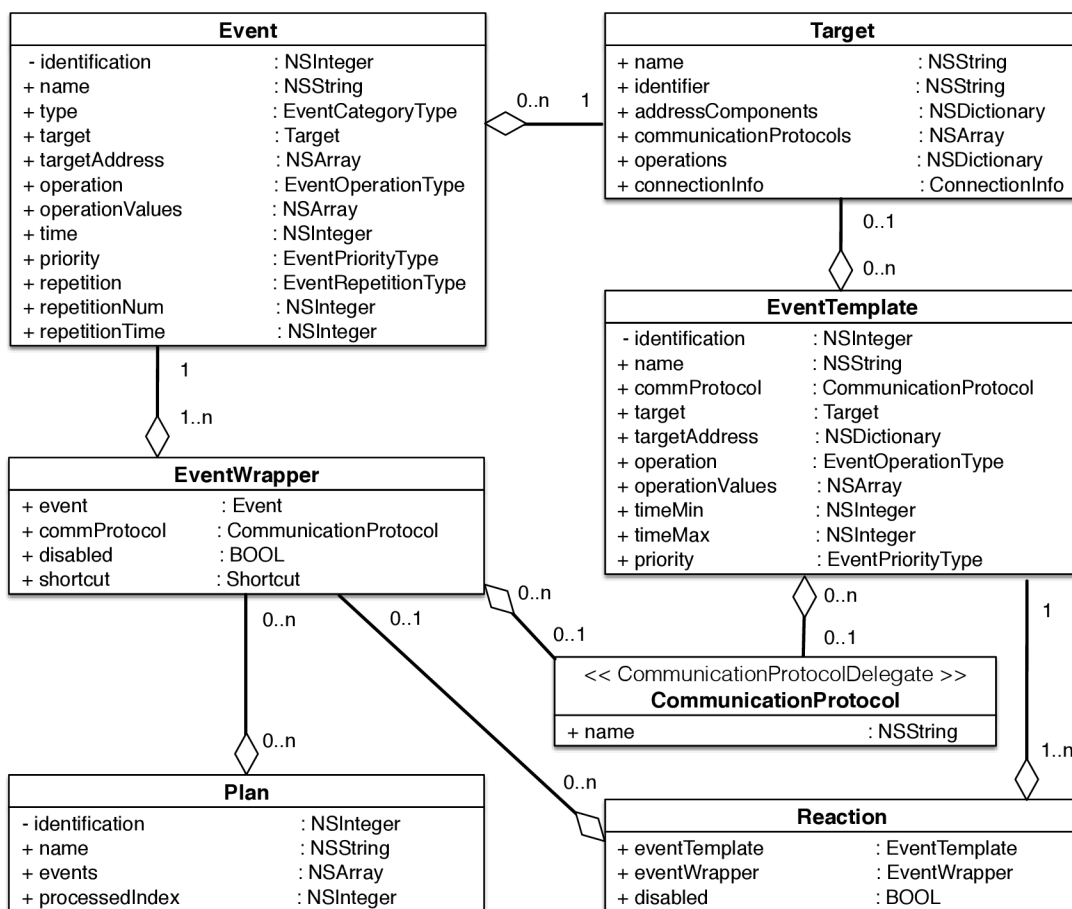 Event
- identification : NSInteger
+ name : NSString
+ type : EventCategoryType
+ target : Target
+ targetAddress : NSArray
+ operation : EventOperationType
+ operationValues : NSArray
+ time : NSInteger
+ priority : EventPriorityType
+ repetition : EventRepetitionType
+ repetitionNum : NSInteger
+ repetitionTime : NSInteger
0..n 1
Target
+ name : NSString
+ identifier : NSString
+ addressComponents : NSDictionary
+ communicationProtocols : NSArray
+ operations : NSDictionary
+ connectionInfo : ConnectionInfo
0..1
0..n
EventTemplate
- identification : NSInteger
+ name : NSString
+ commProtocol : CommunicationProtocol
+ target : Target
+ targetAddress : NSDictionary
+ operation : EventOperationType
+ operationValues : NSArray
+ timeMin : NSInteger
+ timeMax : NSInteger
+ priority : EventPriorityType
1
1..n
EventWrapper
+ event : Event
+ commProtocol : CommunicationProtocol
+ disabled : BOOL
+ shortcut : Shortcut
0..n
0..1
0..n
0..1
0..n
0..1
1
<< CommunicationProtocolDelegate >>
CommunicationProtocol
+ name : NSString
0..n
0..n
1..n
Plan
- identification : NSInteger
+ name : NSString
+ events : NSArray
+ processedIndex : NSInteger
Reaction
+ eventTemplate : EventTemplate
+ eventWrapper : EventWrapper
+ disabled : BOOL